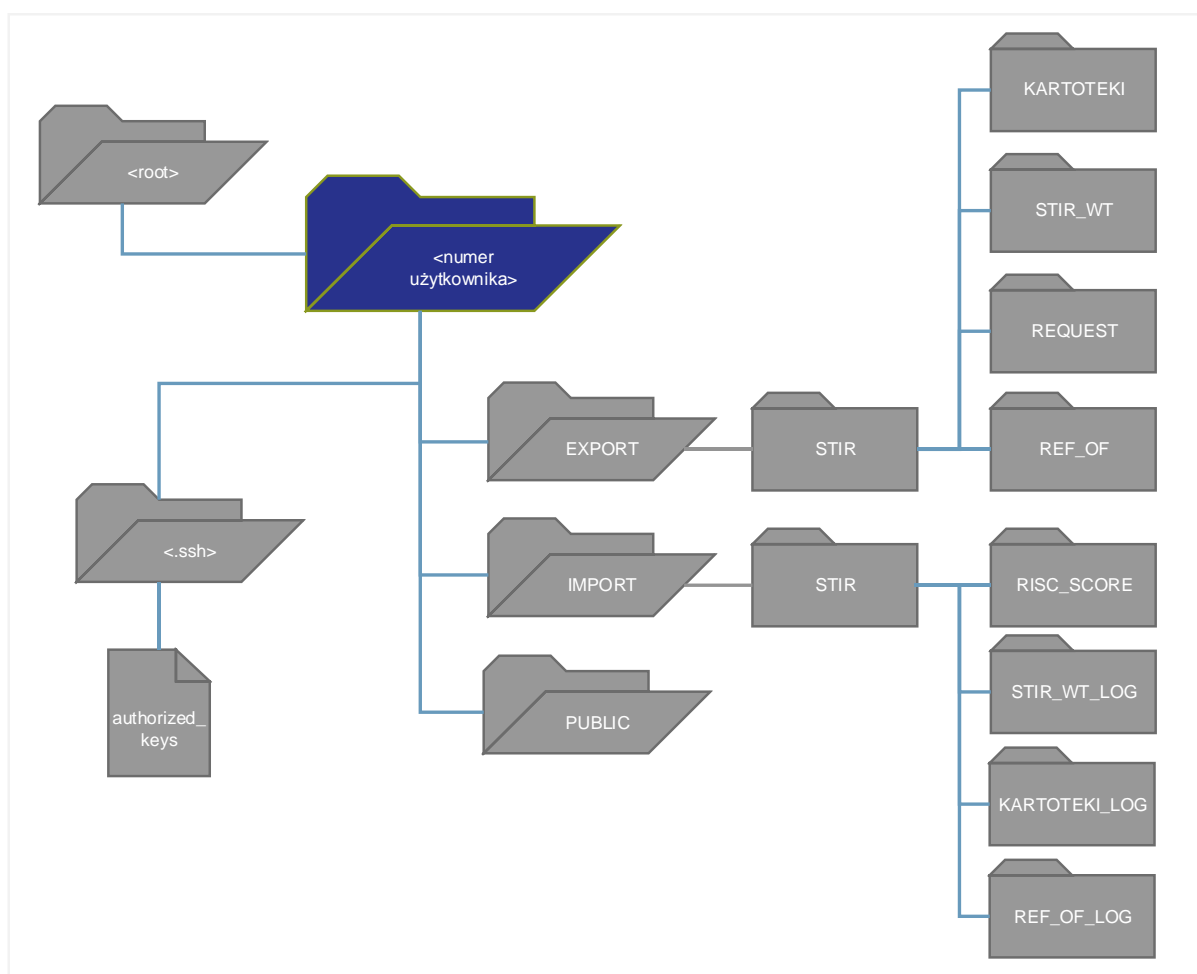 <root>
<numer
użytkownika>
<.ssh>
authorized_
keys
EXPORT
STIR
IMPORT
STIR
PUBLIC
KARTOTEKI
STIR_WT
REQUEST
REF_OF
RISC_SCORE
STIR_WT_LOG
KARTOTEKI_LOG
REF_OF_LOG